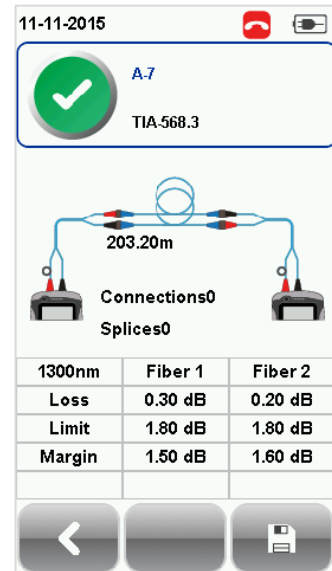 11-11-2015
A-7
TIA-568.3
203.20m
Connections0
Splices0
1300nm Fiber 1 Fiber 2
Loss 0.30 dB 0.20 dB
Limit 1.80 dB 1.80 dB
Margin 1.50 dB 1.60 dB